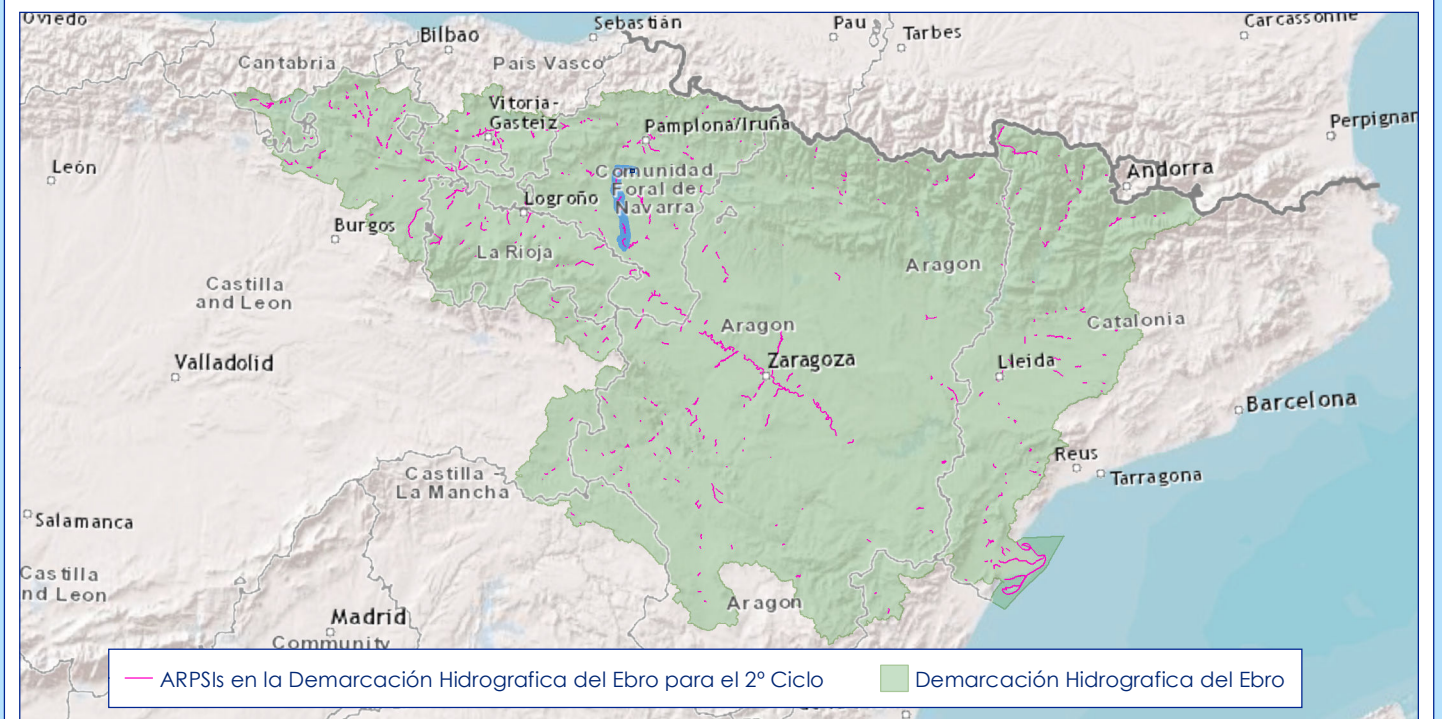 Oviedo
Sebastián
Pau
Tarbes
Carcassonne
Bilbao
Cantabria
País Vasco
Vitoria-
Gasteiz
Pamplona/Iruña
Perpignan
León
Andorra
Comunidad
Foral de
Navarra
Logroño
Burgos
La Rioja
Aragon
Castilla
and Leon
Aragon
Catalonia
Valladolid
Zaragoza
Lleida
Barcelona
Castilla -
La Mancha
Reus
Tarragona
Salamanca
Castilla
nd Leon
Aragon
Madrid
Community
ARPSIs en la Demarcación Hidrografica del Ebro para el 2º Ciclo
Demarcación Hidrografica del Ebro